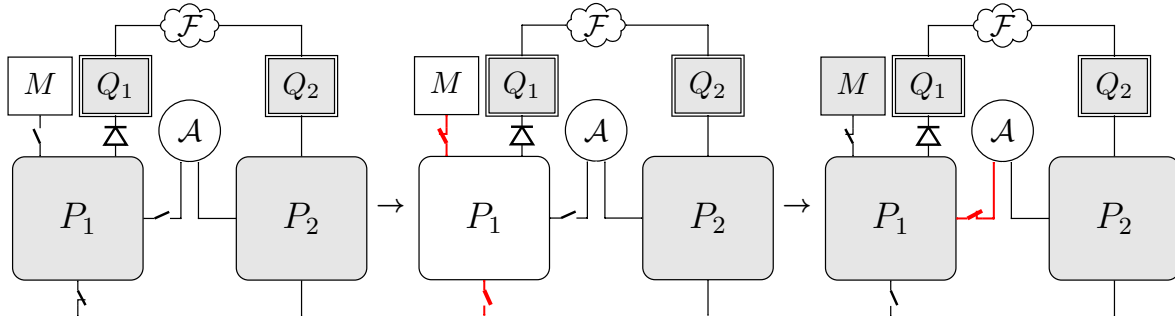 F F F
M Q1 Q2 M Q1 Q2 M Q1 Q2
A A A
P1 P2 → P1 P2 → P1 P2